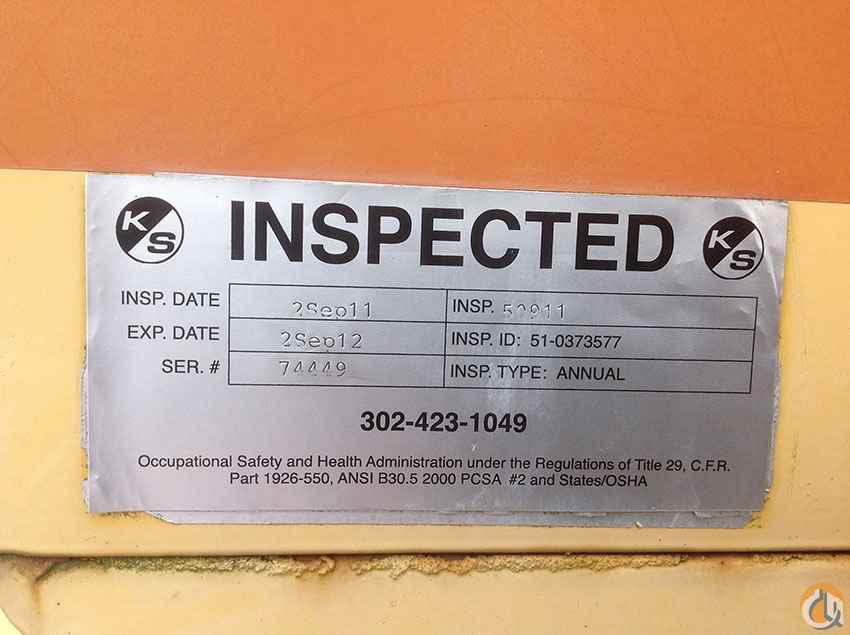 KS INSPECTED KS
INSP. DATE 2Sep11 INSP. 50911
EXP. DATE 2Sep12 INSP. ID: 51-0373577
SER. # 74449 INSP. TYPE: ANNUAL
302-423-1049
Occupational Safety and Health Administration under the Regulations of Title 29, C.F.R.
Part 1926-550, ANSI B30.5 2000 PCSA #2 and States/OSHA